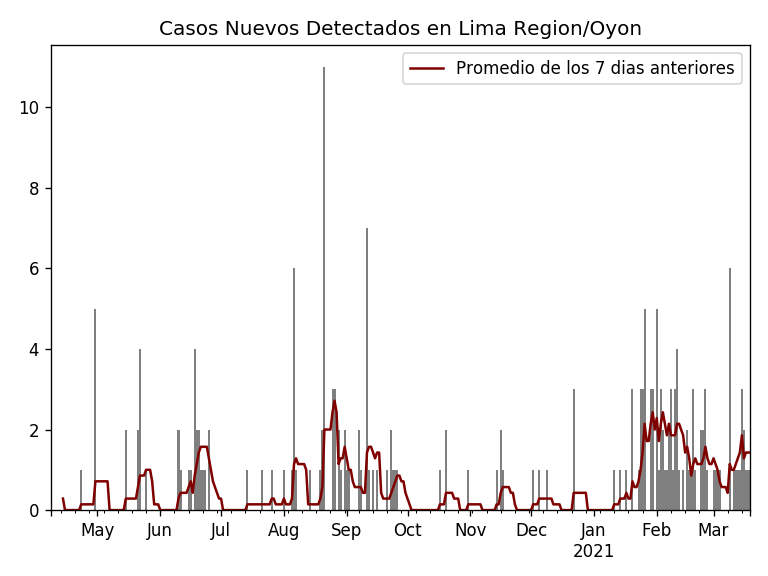 Casos Nuevos Detectados en Lima Region/Oyon
Promedio de los 7 dias anteriores
10
8
6
4
2
0
May Jun Jul Aug Sep Oct Nov Dec Jan Feb Mar
2021